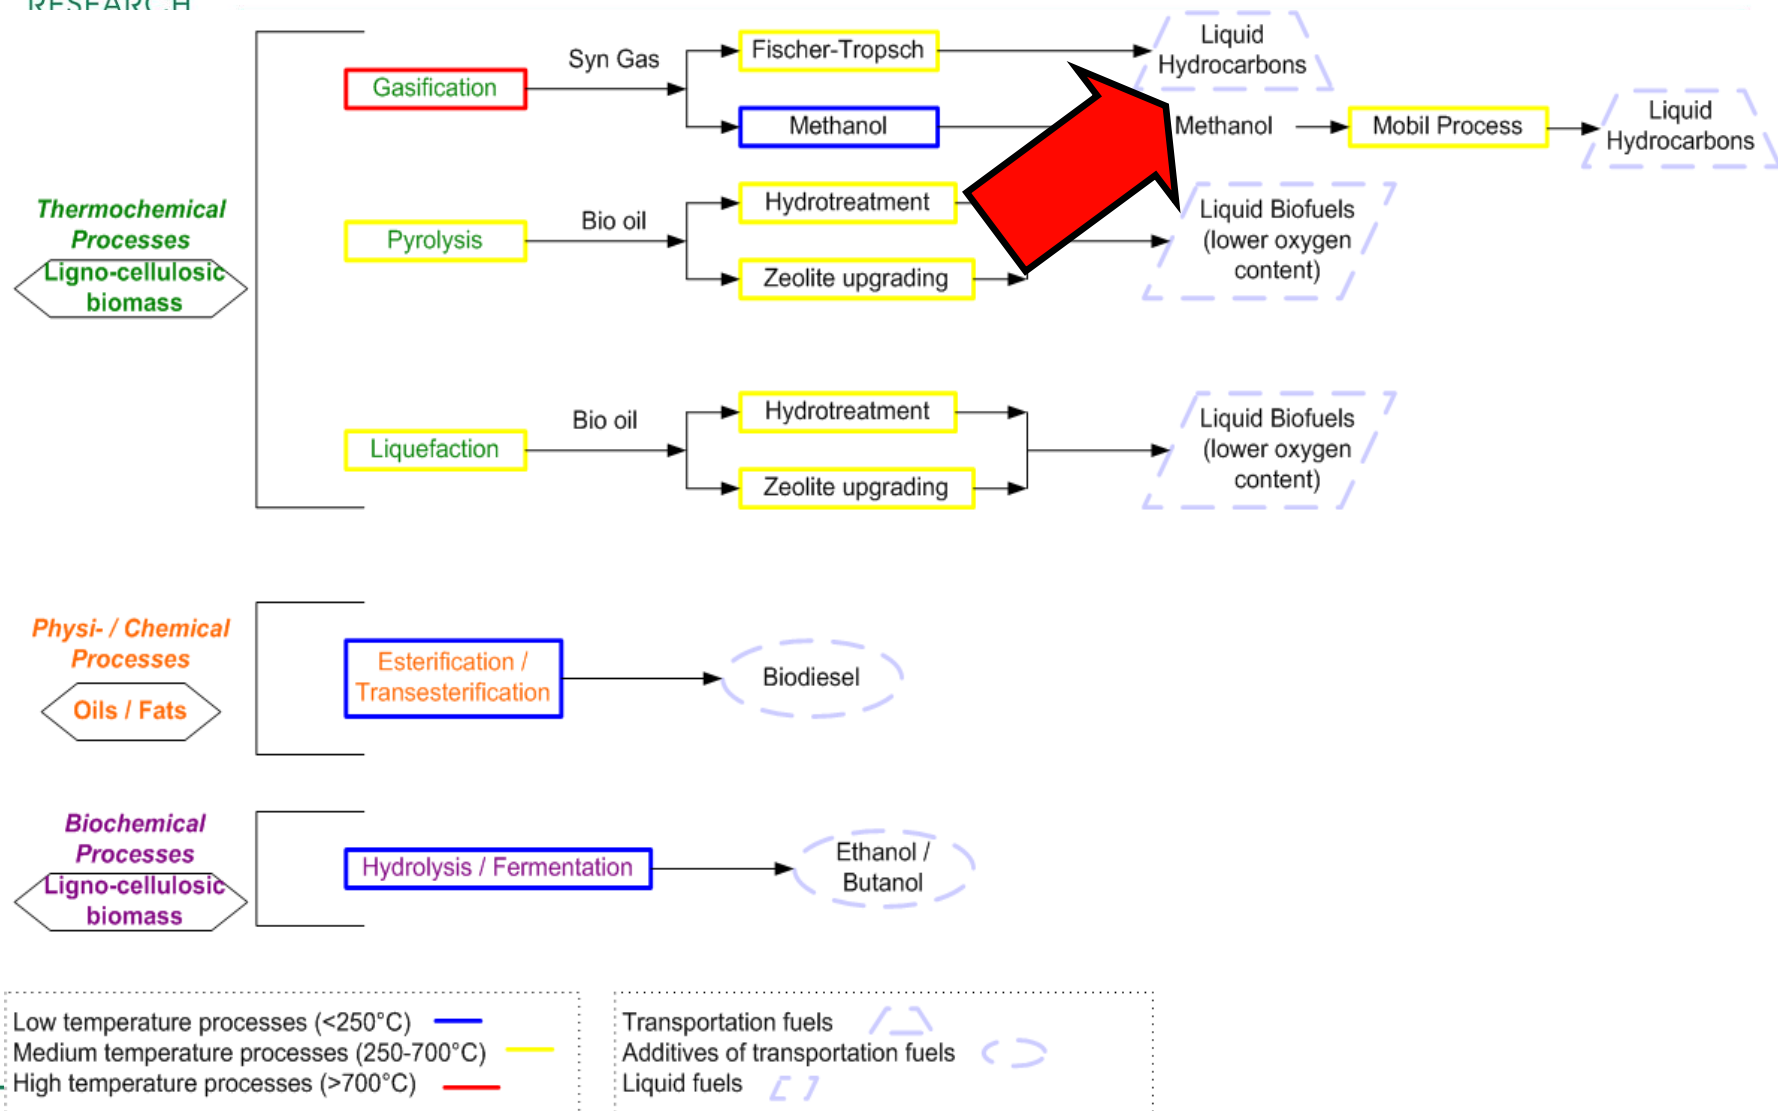 RESEARCH
Syn Gas
Fischer-Tropsch
Liquid
Hydrocarbons
Gasification
Methanol
Methanol
Mobil Process
Liquid
Hydrocarbons
Thermochemical
Processes
Ligno-cellulosic
biomass
Pyrolysis
Bio oil
Hydrotreatment
Zeolite upgrading
Liquid Biofuels
(lower oxygen
content)
Liquefaction
Bio oil
Hydrotreatment
Zeolite upgrading
Liquid Biofuels
(lower oxygen
content)
Physi- / Chemical
Processes
Oils / Fats
Esterification /
Transesterification
Biodiesel
Biochemical
Processes
Ligno-cellulosic
biomass
Hydrolysis / Fermentation
Ethanol /
Butanol
Low temperature processes (<250°C)
Medium temperature processes (250-700°C)
High temperature processes (>700°C)
Transportation fuels
Additives of transportation fuels
Liquid fuels